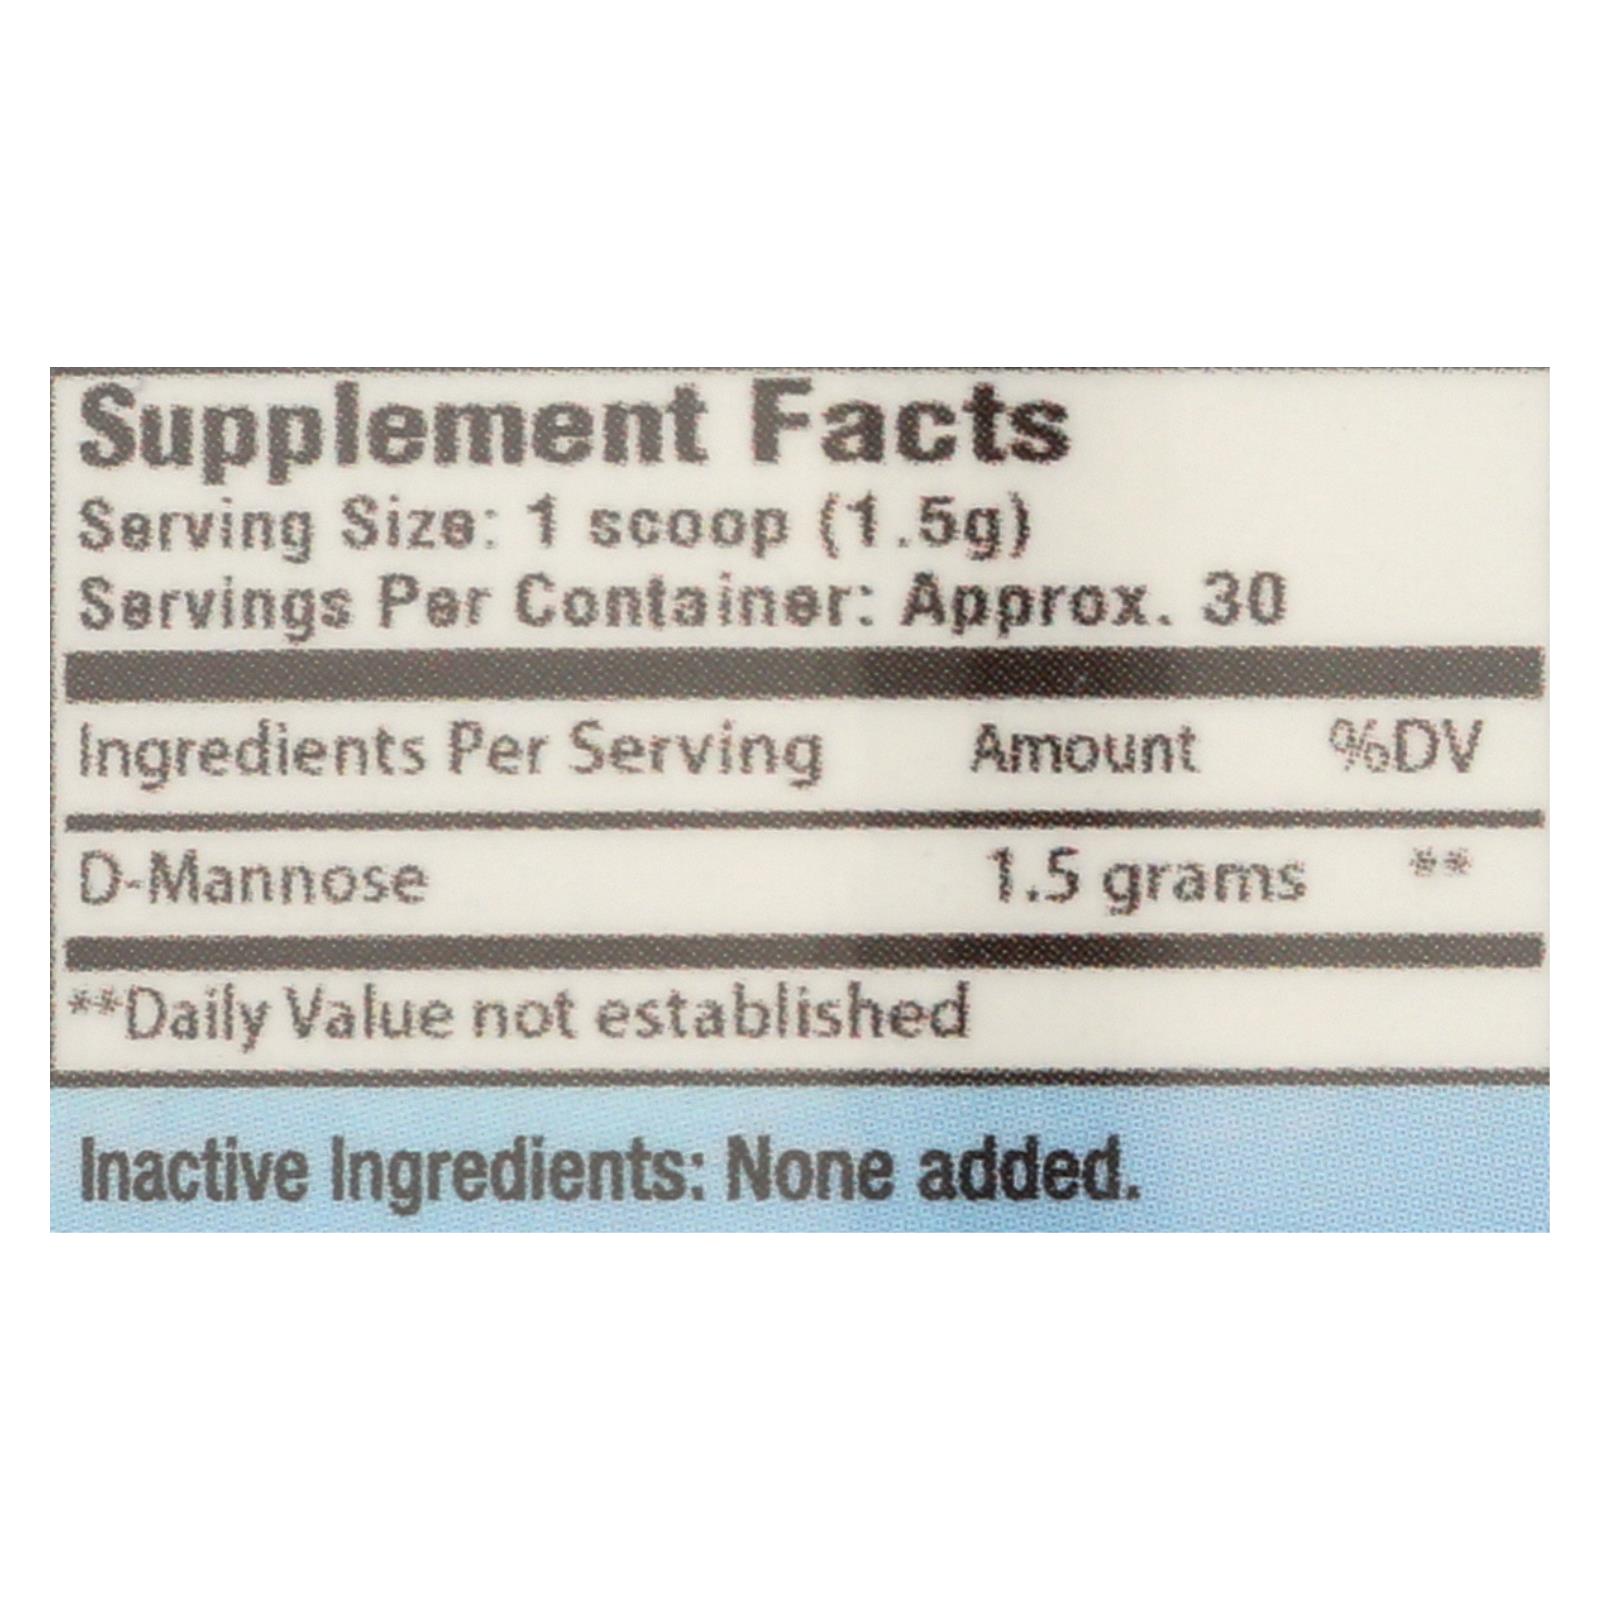 Supplement Facts
Serving Size: 1 scoop (1.5g)
Servings Per Container: Approx. 30
Ingredients Per Serving Amount %DV
D-Mannose 1.5 grams **
**Daily Value not established
Inactive Ingredients: None added.